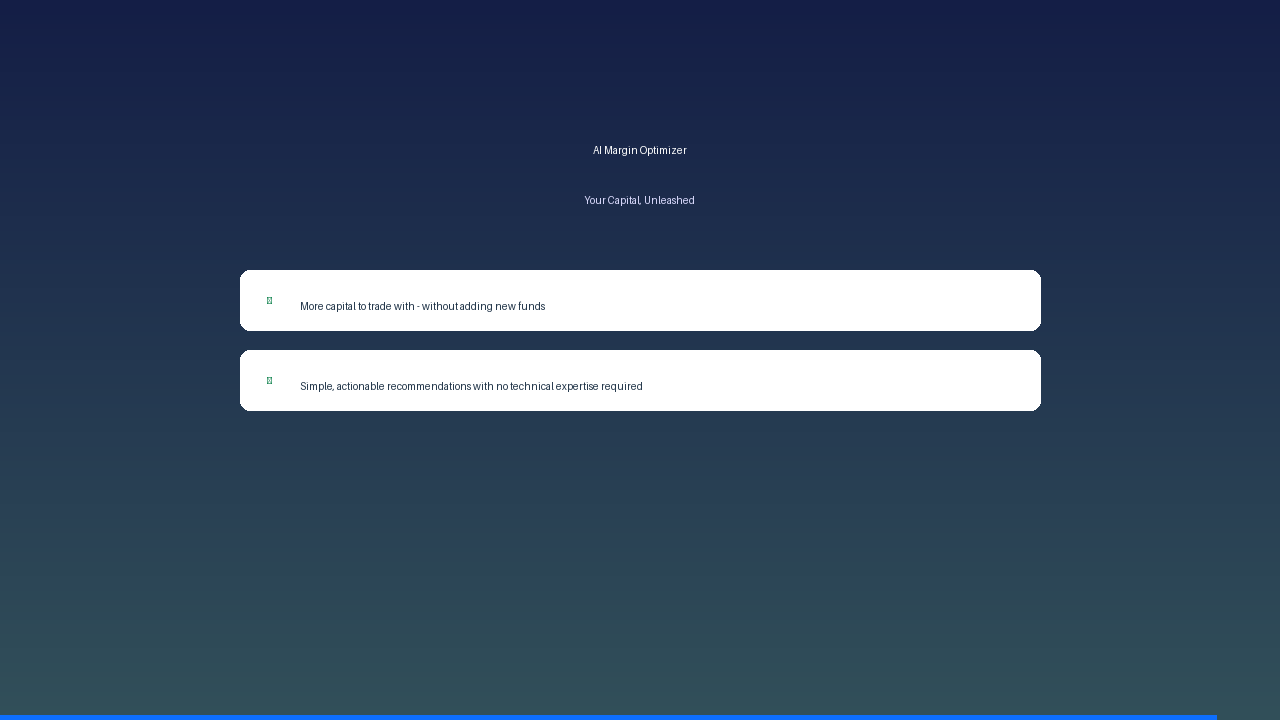 AI Margin Optimizer
Your Capital, Unleashed
More capital to trade with - without adding new funds
Simple, actionable recommendations with no technical expertise required